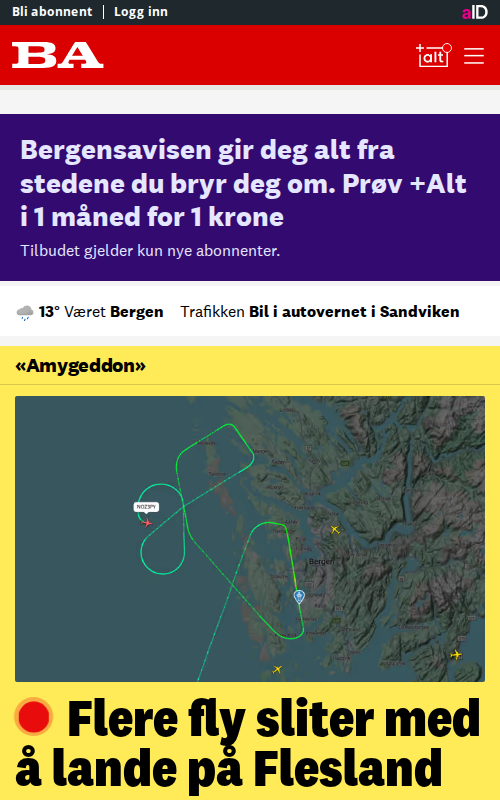 Bli abonnent | Logg inn
aID
BA
+alt
Bergensavisen gir deg alt fra
stedene du bryr deg om. Prøv +Alt
i 1 måned for 1 krone
Tilbudet gjelder kun nye abonnenter.
13° Været Bergen Trafikken Bil i autovernet i Sandviken
«Amygeddon»
NOZ3PY
Bergen
Flere fly sliter med
å lande på Flesland